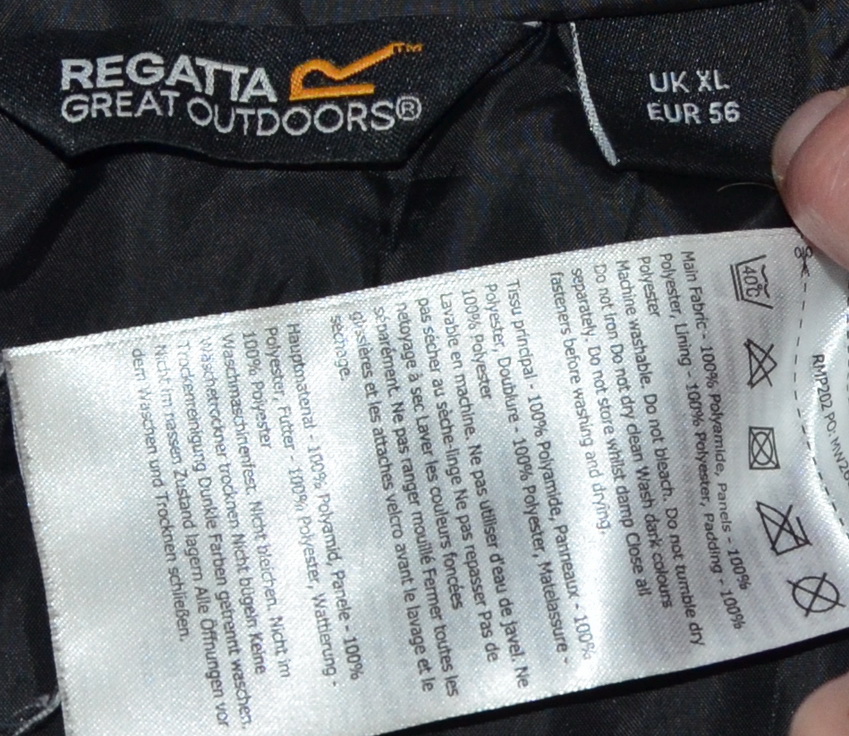 REGATTA
GREAT OUTDOORS®
R™
UK XL
EUR 56
RMP202 PO: MW20
40°C
Main Fabric - 100% Polyamide, Panels - 100%
Polyester, Lining - 100% Polyester, Padding - 100%
Polyester
Machine washable. Do not bleach. Do not tumble dry
Do not iron Do not dry clean Wash dark colours
separately. Do not store whilst damp Close all
fasteners before washing and drying.
Tissu principal - 100% Polyamide, Panneaux - 100%
Polyester, Doublure - 100% Polyester, Matelassure -
100% Polyester
Lavable en machine. Ne pas utiliser d'eau de javel. Ne
pas sécher au sèche-linge Ne pas repasser Pas de
nettoyage à sec Laver les couleurs foncées
séparément. Ne pas ranger mouillé Fermer toutes les
glissières et les attaches velcro avant le lavage et le
séchage.
Hauptmaterial - 100% Polyamid, Panele - 100%
Polyester, Futter - 100% Polyester, Wattierung -
100% Polyester
Waschmaschinenfest. Nicht bleichen. Nicht im
Wäschetrockner trocknen. Nicht bügeln Keine
Trockenreinigung Dunkle Farben getrennt waschen.
Nicht im nassen Zustand lagern Alle Öffnungen vor
dem Waschen und Trocknen schließen.